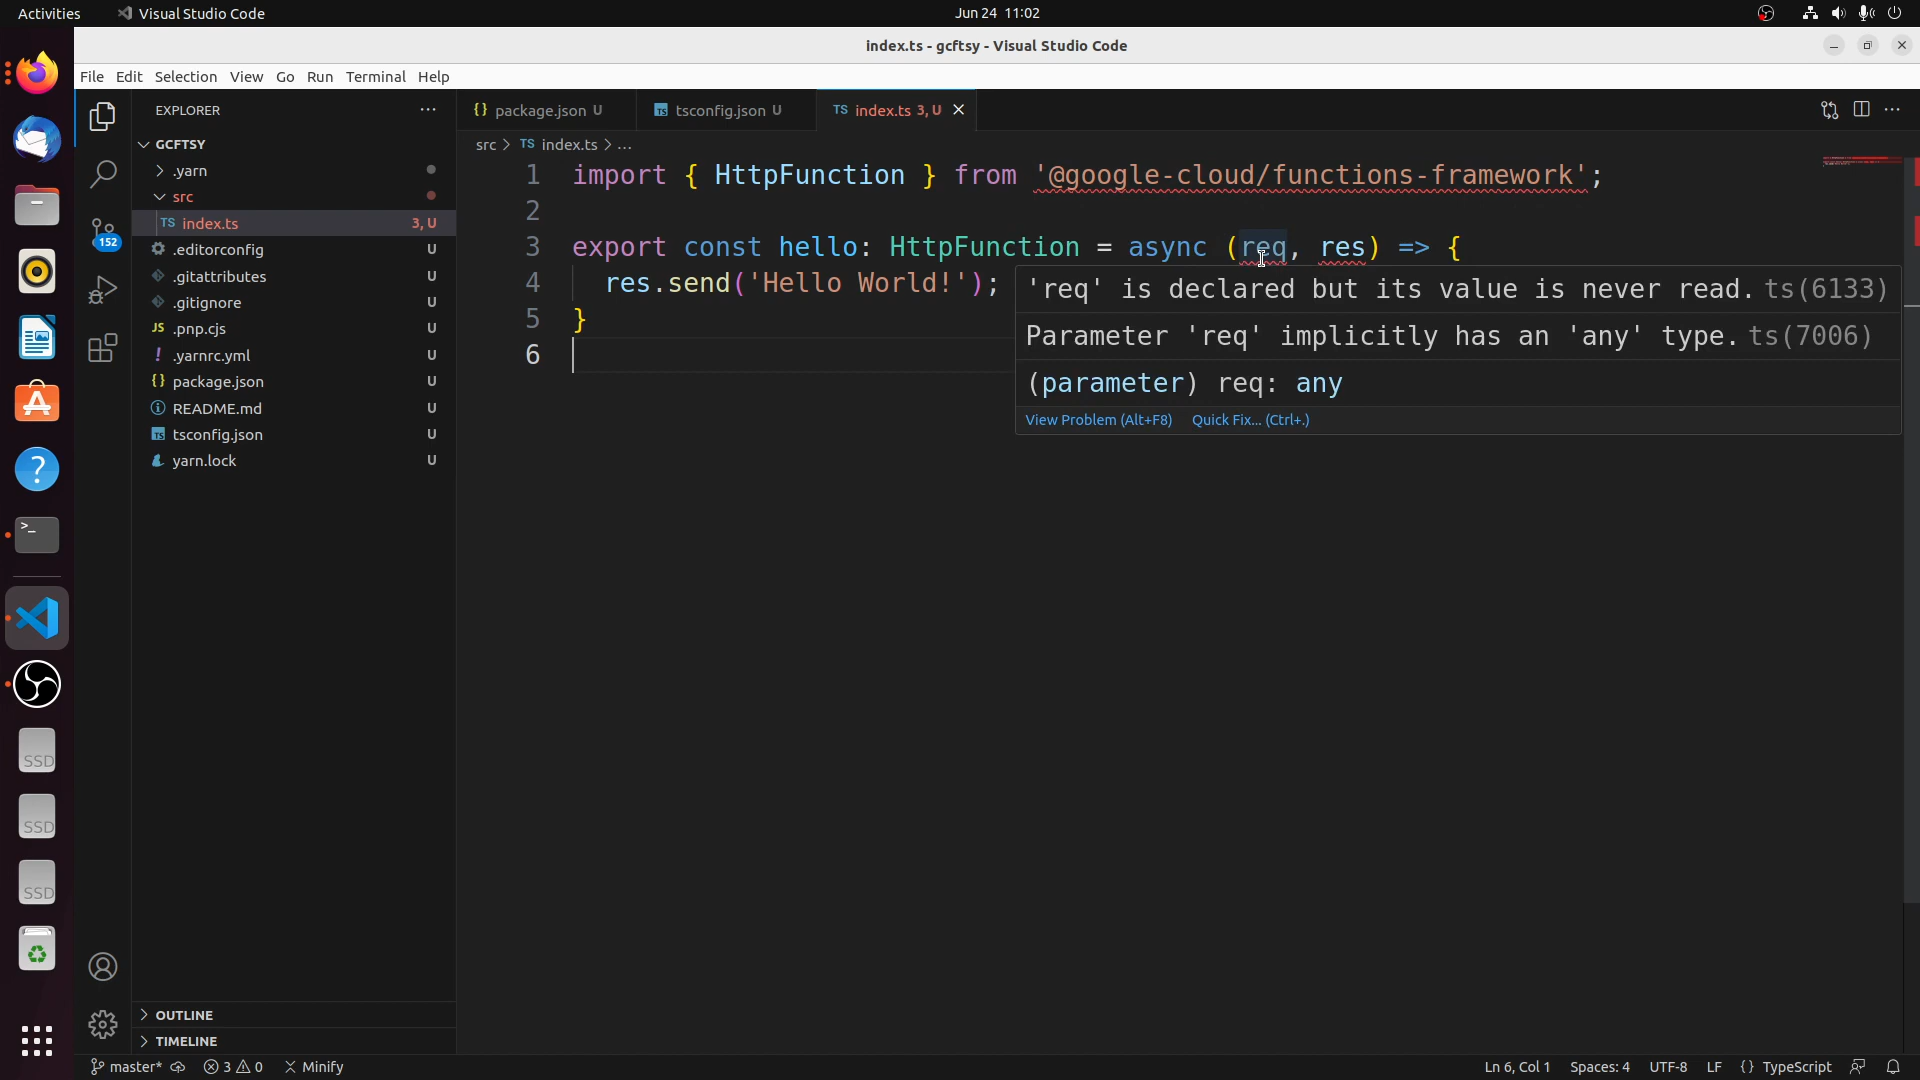 Activities
Visual Studio Code
Jun 24 11:02
index.ts - gcftsy - Visual Studio Code
File Edit Selection View Go Run Terminal Help
EXPLORER
{} package.json U
TS tsconfig.json U
TS index.ts 3, U
GCFTSY
src > TS index.ts > ...
.yarn
src
TS index.ts 3, U
.editorconfig U
.gitattributes U
.gitignore U
JS .pnp.cjs U
! .yarnrc.yml U
{} package.json U
README.md U
TS tsconfig.json U
yarn.lock U
152
1 import { HttpFunction } from '@google-cloud/functions-framework';
2
3 export const hello: HttpFunction = async (req, res) => {
4 res.send('Hello World!');
5 }
6
'req' is declared but its value is never read. ts(6133)
Parameter 'req' implicitly has an 'any' type. ts(7006)
(parameter) req: any
View Problem (Alt+F8) Quick Fix... (Ctrl+.)
SSD
SSD
SSD
OUTLINE
TIMELINE
master* 3 0 Minify
Ln 6, Col 1 Spaces: 4 UTF-8 LF {} TypeScript